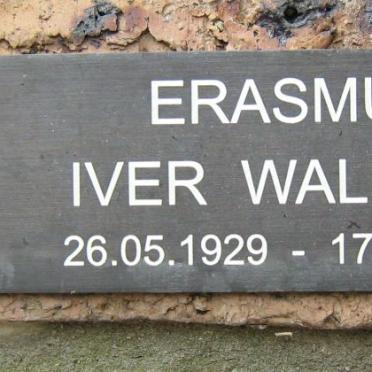 ERASMU
IVER WAL
26.05.1929 - 17